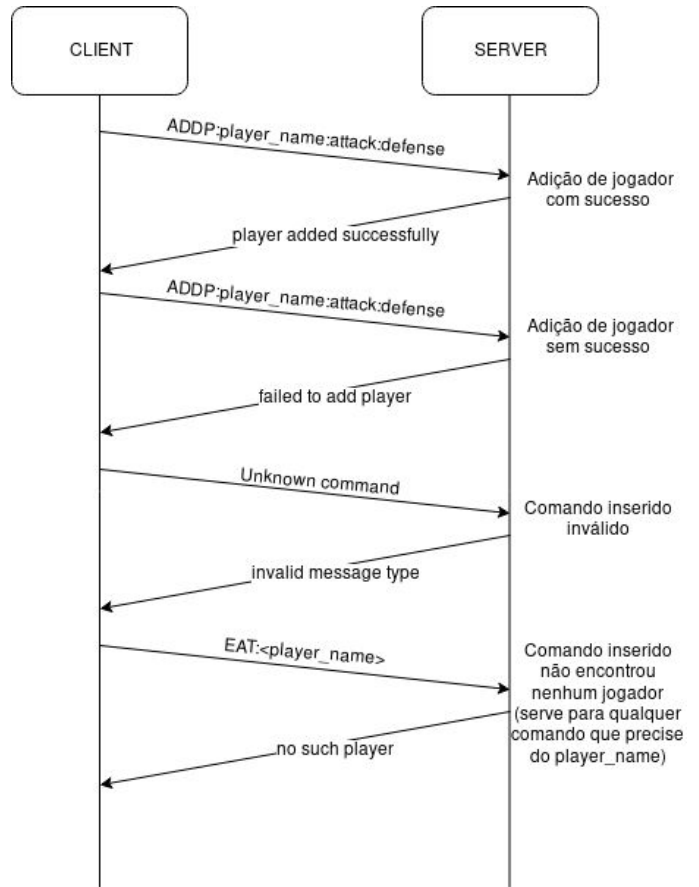 CLIENT
SERVER
ADDP:player_name:attack:defense
Adição de jogador
com sucesso
player added successfully
ADDP:player_name:attack:defense
Adição de jogador
sem sucesso
failed to add player
Unknown command
Comando inserido
inválido
invalid message type
EAT:<player_name>
Comando inserido
não encontrou
nenhum jogador
(serve para qualquer
comando que precise
do player_name)
no such player